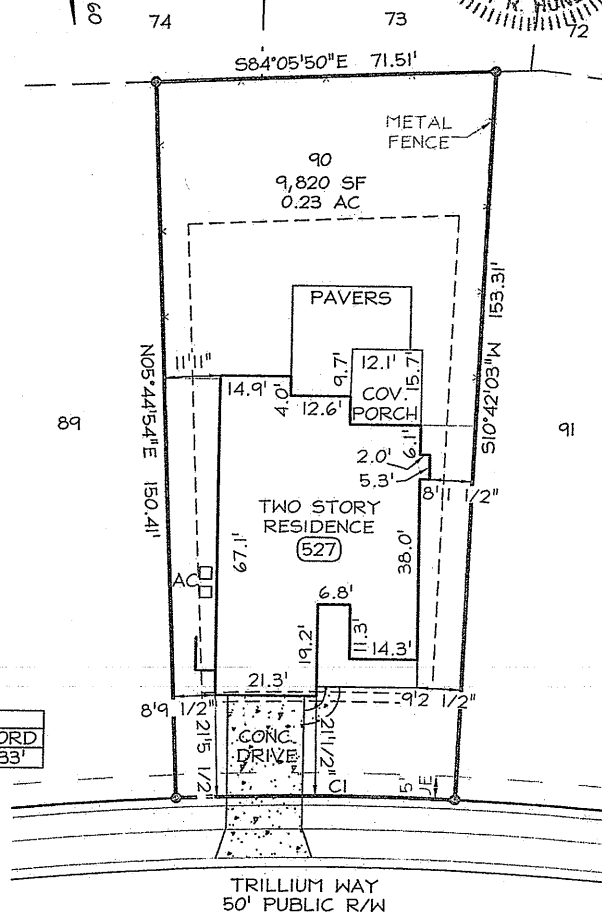 60
74
73
R. HUN
72
S84°05'50"E 71.51'
METAL
FENCE
90
9,820 SF
0.23 AC
PAVERS
S10°42'03"W 153.31'
N05°44'54"E 150.41'
11'11"
14.9'
4.0'
12.6'
9.7'
12.1'
15.7'
COV.
PORCH
89
91
6.1'
2.0'
5.3'
8'11 1/2"
TWO STORY
RESIDENCE
527
67.1'
38.0'
AC
6.8'
19.2'
11.3'
14.3'
21.3'
8'9 1/2"
9'2 1/2"
ORD
33'
21'5 1/2"
CONC.
DRIVE
21'1/2"
C1
5'
JE
TRILLIUM WAY
50' PUBLIC R/W